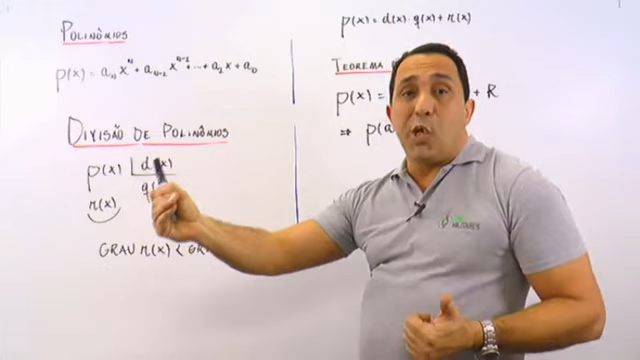 POLINÔMIOS
p(x) = aₙxⁿ + aₙ₋₁xⁿ⁻¹ + ... + a₁x + a₀
DIVISÃO DE POLINÔMIOS
p(x) | d(x)
r(x) q(
GRAU r(x) < GR
p(x) = d(x) · q(x) + r(x)
TEOREMA
p(x) = + R
⇒ p(a